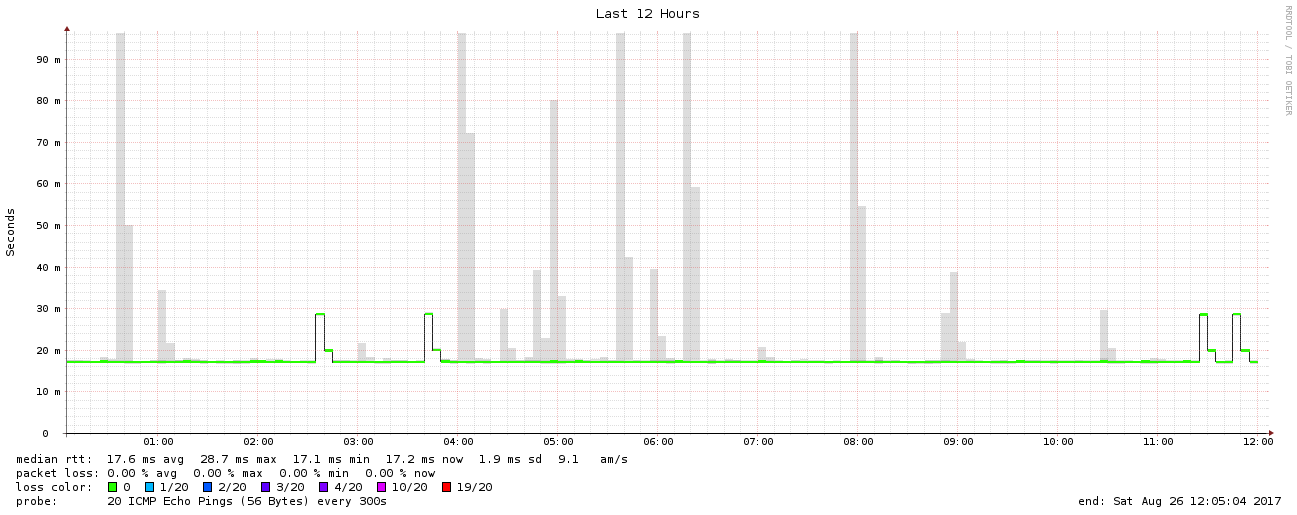 Last 12 Hours
RRDTOOL / TOBI OETIKER
Seconds
90 m
80 m
70 m
60 m
50 m
40 m
30 m
20 m
10 m
0
01:00 02:00 03:00 04:00 05:00 06:00 07:00 08:00 09:00 10:00 11:00 12:00
median rtt: 17.6 ms avg 28.7 ms max 17.1 ms min 17.2 ms now 1.9 ms sd 9.1 am/s
packet loss: 0.00 % avg 0.00 % max 0.00 % min 0.00 % now
loss color: 0 1/20 2/20 3/20 4/20 10/20 19/20
probe: 20 ICMP Echo Pings (56 Bytes) every 300s end: Sat Aug 26 12:05:04 2017